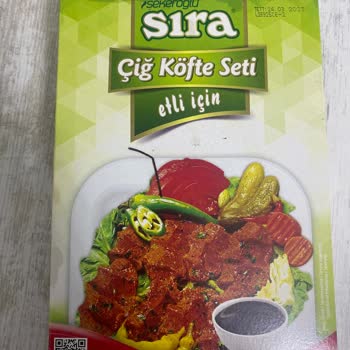 şekeroğlu
sıra
Çiğ Köfte Seti
etli için